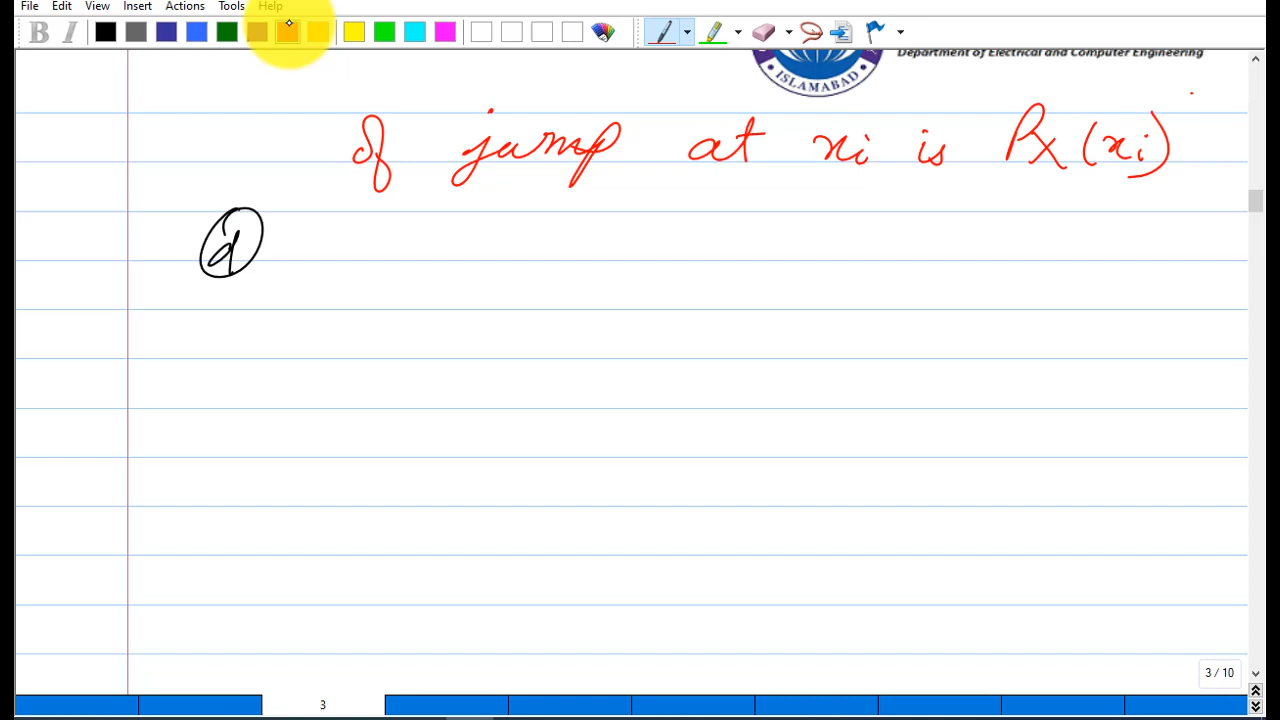 File Edit View Insert Actions Tools Help
B I
ISLAMABAD
Department of Electrical and Computer Engineering
of jump at xi is Px(xi)
d
3 / 10
3